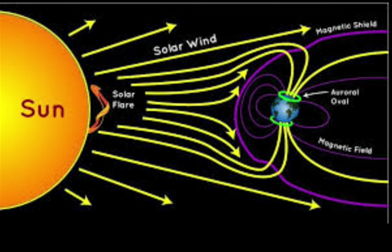 Magnetic Shield
Solar Wind
Solar
Flare
Sun
Auroral
Oval
Magnetic Field